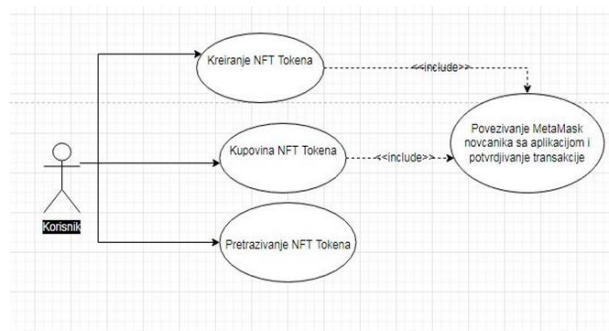 Kreiranje NFT Tokena
<<include>>
Povezivanje MetaMask
novcanika sa aplikacijom i
potvrdjivanje transakcije
Kupovina NFT Tokena
<<include>>
Korisnik
Pretrazivanje NFT Tokena